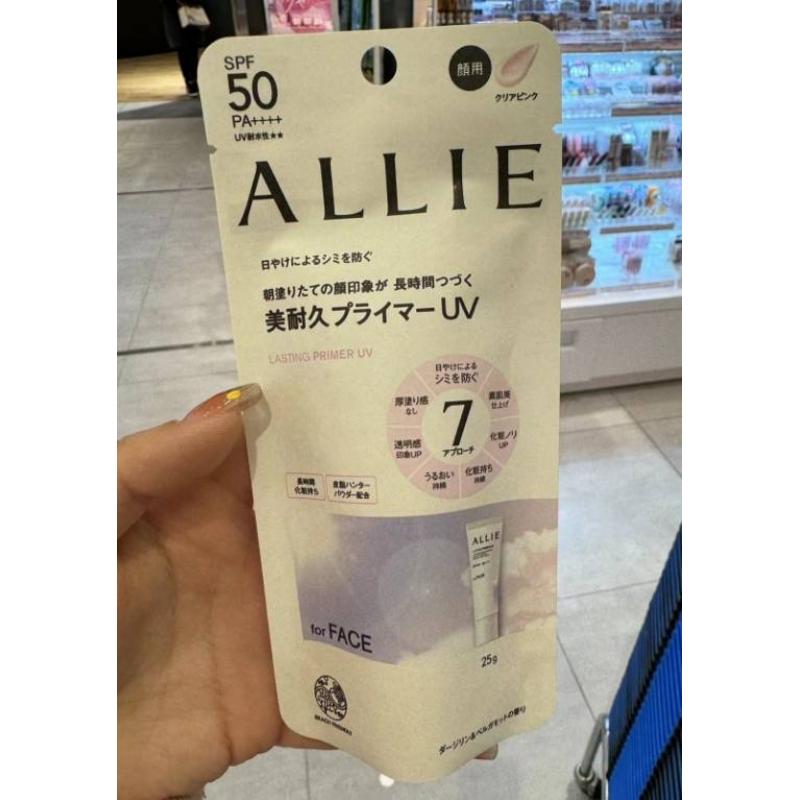 SPF
50
PA++++
UV耐水性★★
顔用
クリアピンク
ALLIE
日やけによるシミを防ぐ
朝塗りたての顔印象が 長時間つづく
美耐久プライマーUV
LASTING PRIMER UV
日やけによる
シミを防ぐ
素肌美
仕上げ
化粧ノリ
UP
化粧持ち
持続
うるおい
持続
透明感
印象UP
厚塗り感
なし
7
アプローチ
長時間
化粧持ち
皮脂ハンター
パウダー配合
ALLIE
for FACE
25g
BEACH FRIENDLY
ダージリン&ベルガモットの香り